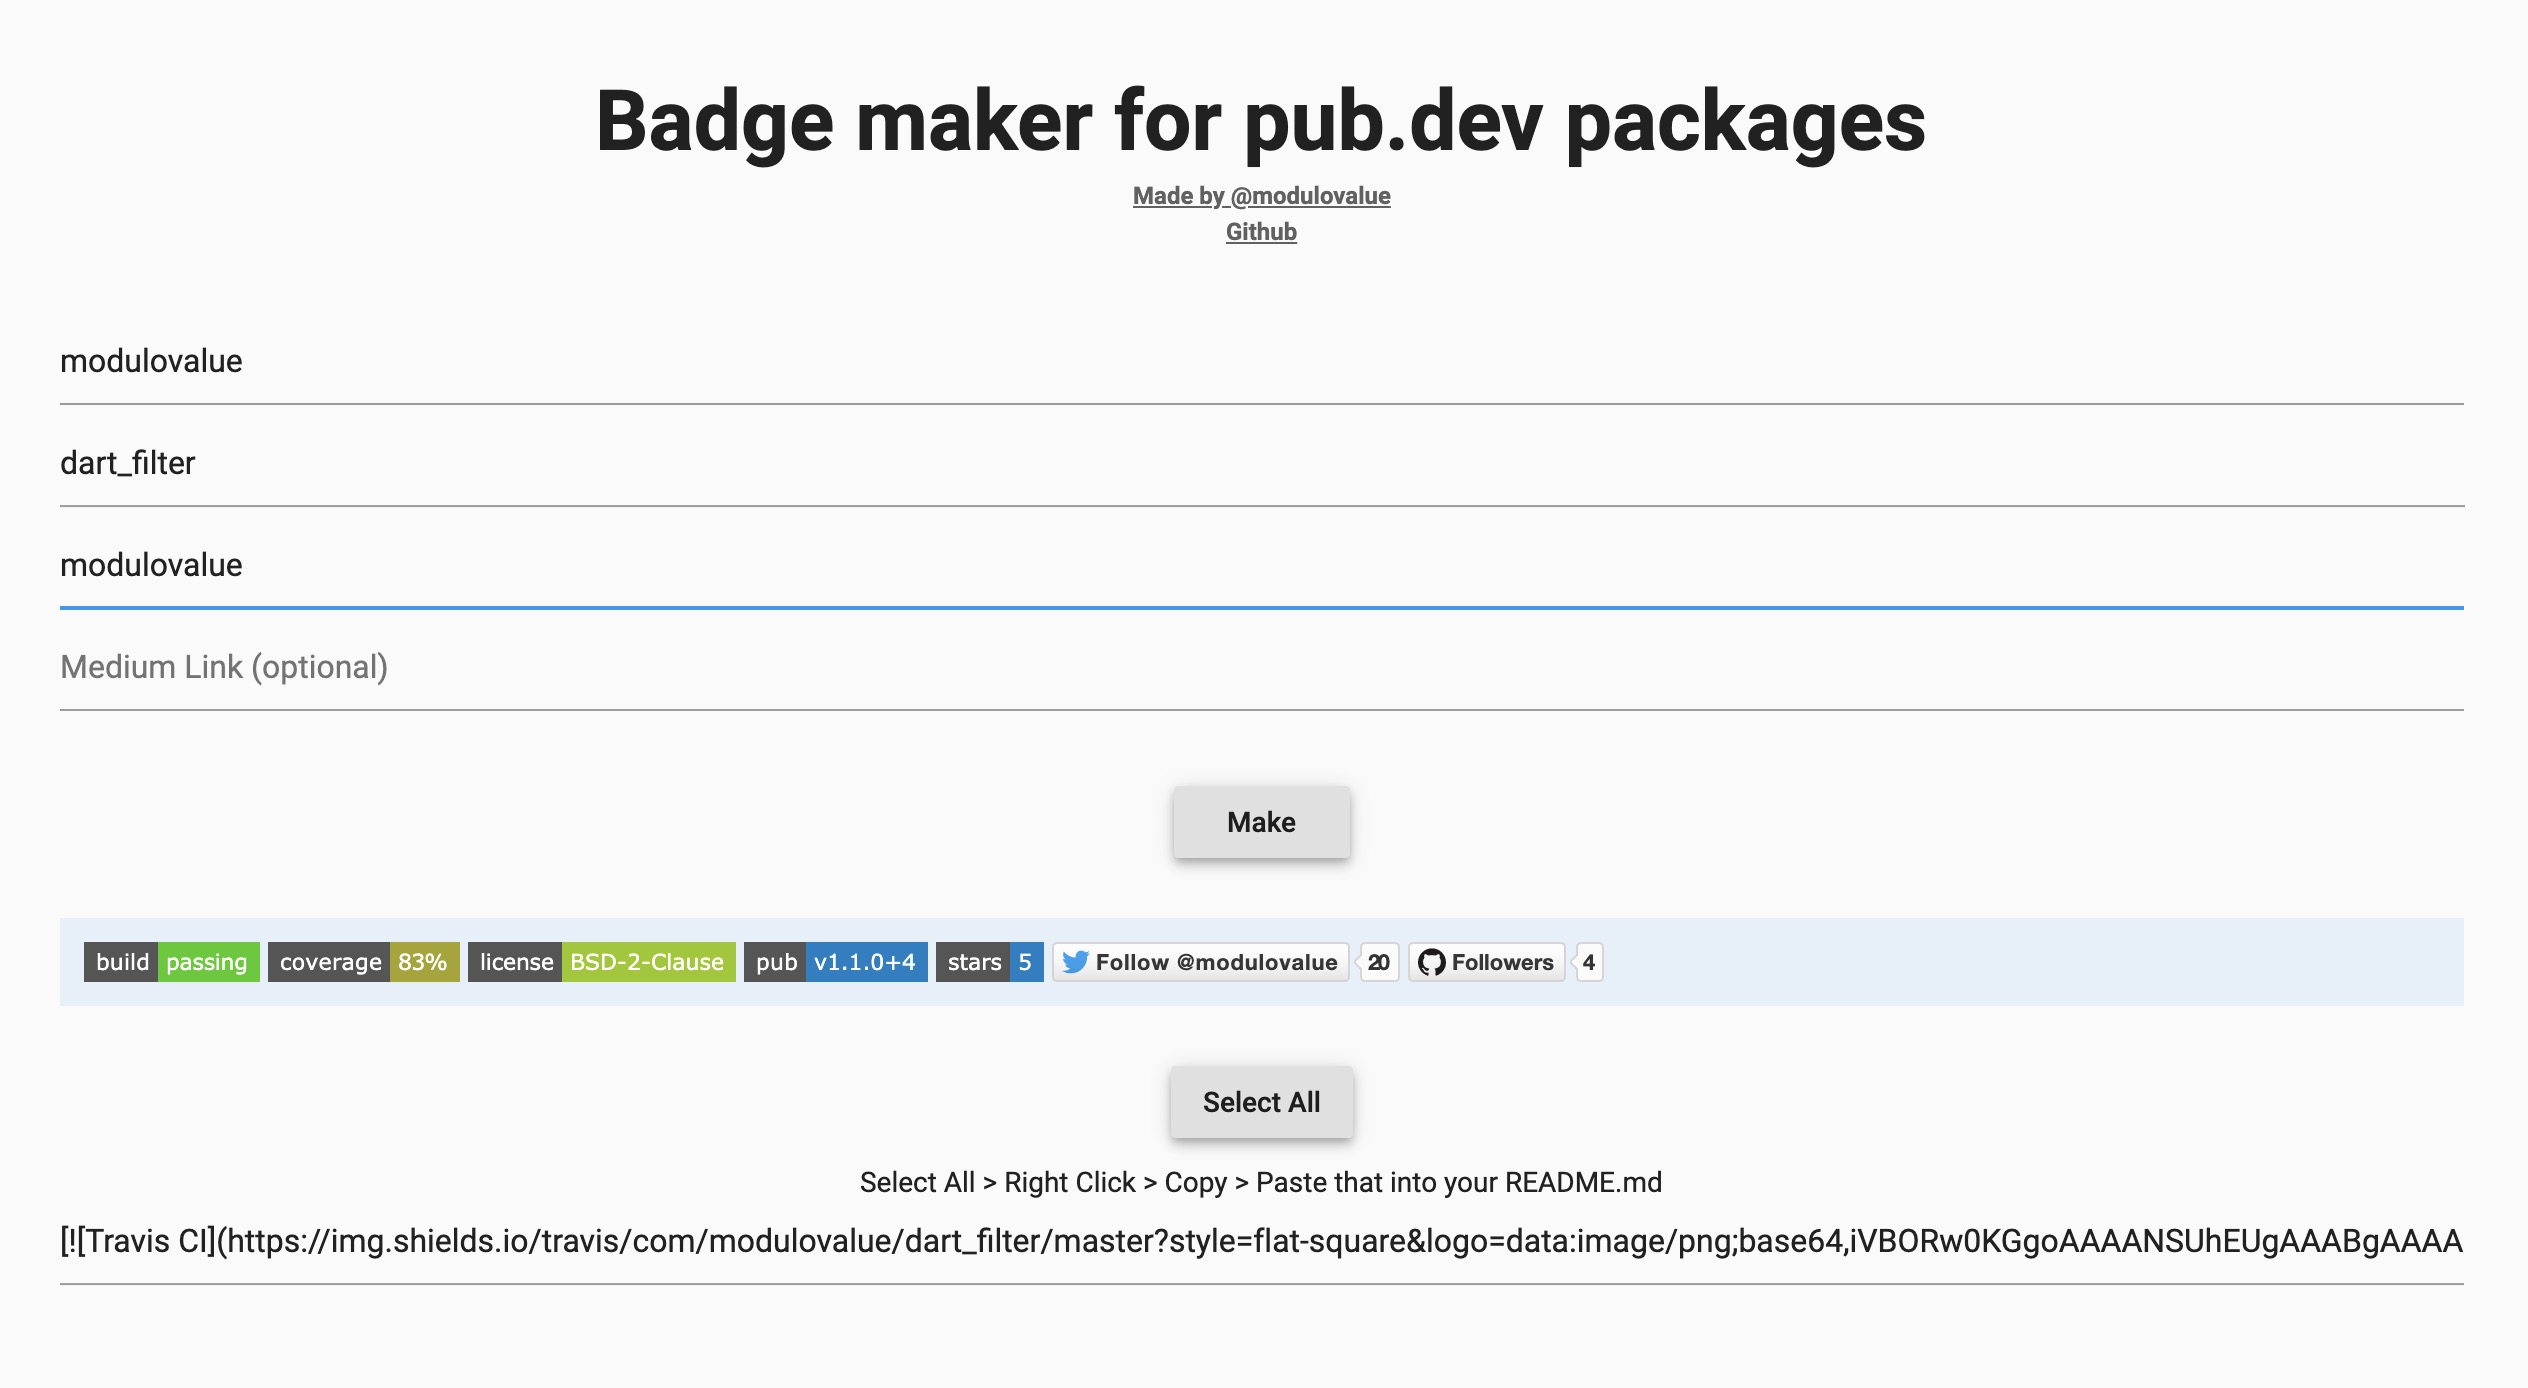 Badge maker for pub.dev packages
Made by @modulovalue
Github
modulovalue
dart_filter
modulovalue
Medium Link (optional)
Make
build passing coverage 83% license BSD-2-Clause pub v1.1.0+4 stars 5 Follow @modulovalue 20 Followers 4
Select All
Select All > Right Click > Copy > Paste that into your README.md
[![Travis CI](https://img.shields.io/travis/com/modulovalue/dart_filter/master?style=flat-square&logo=data:image/png;base64,iVBORw0KGgoAAAANSUhEUgAAABgAAAA